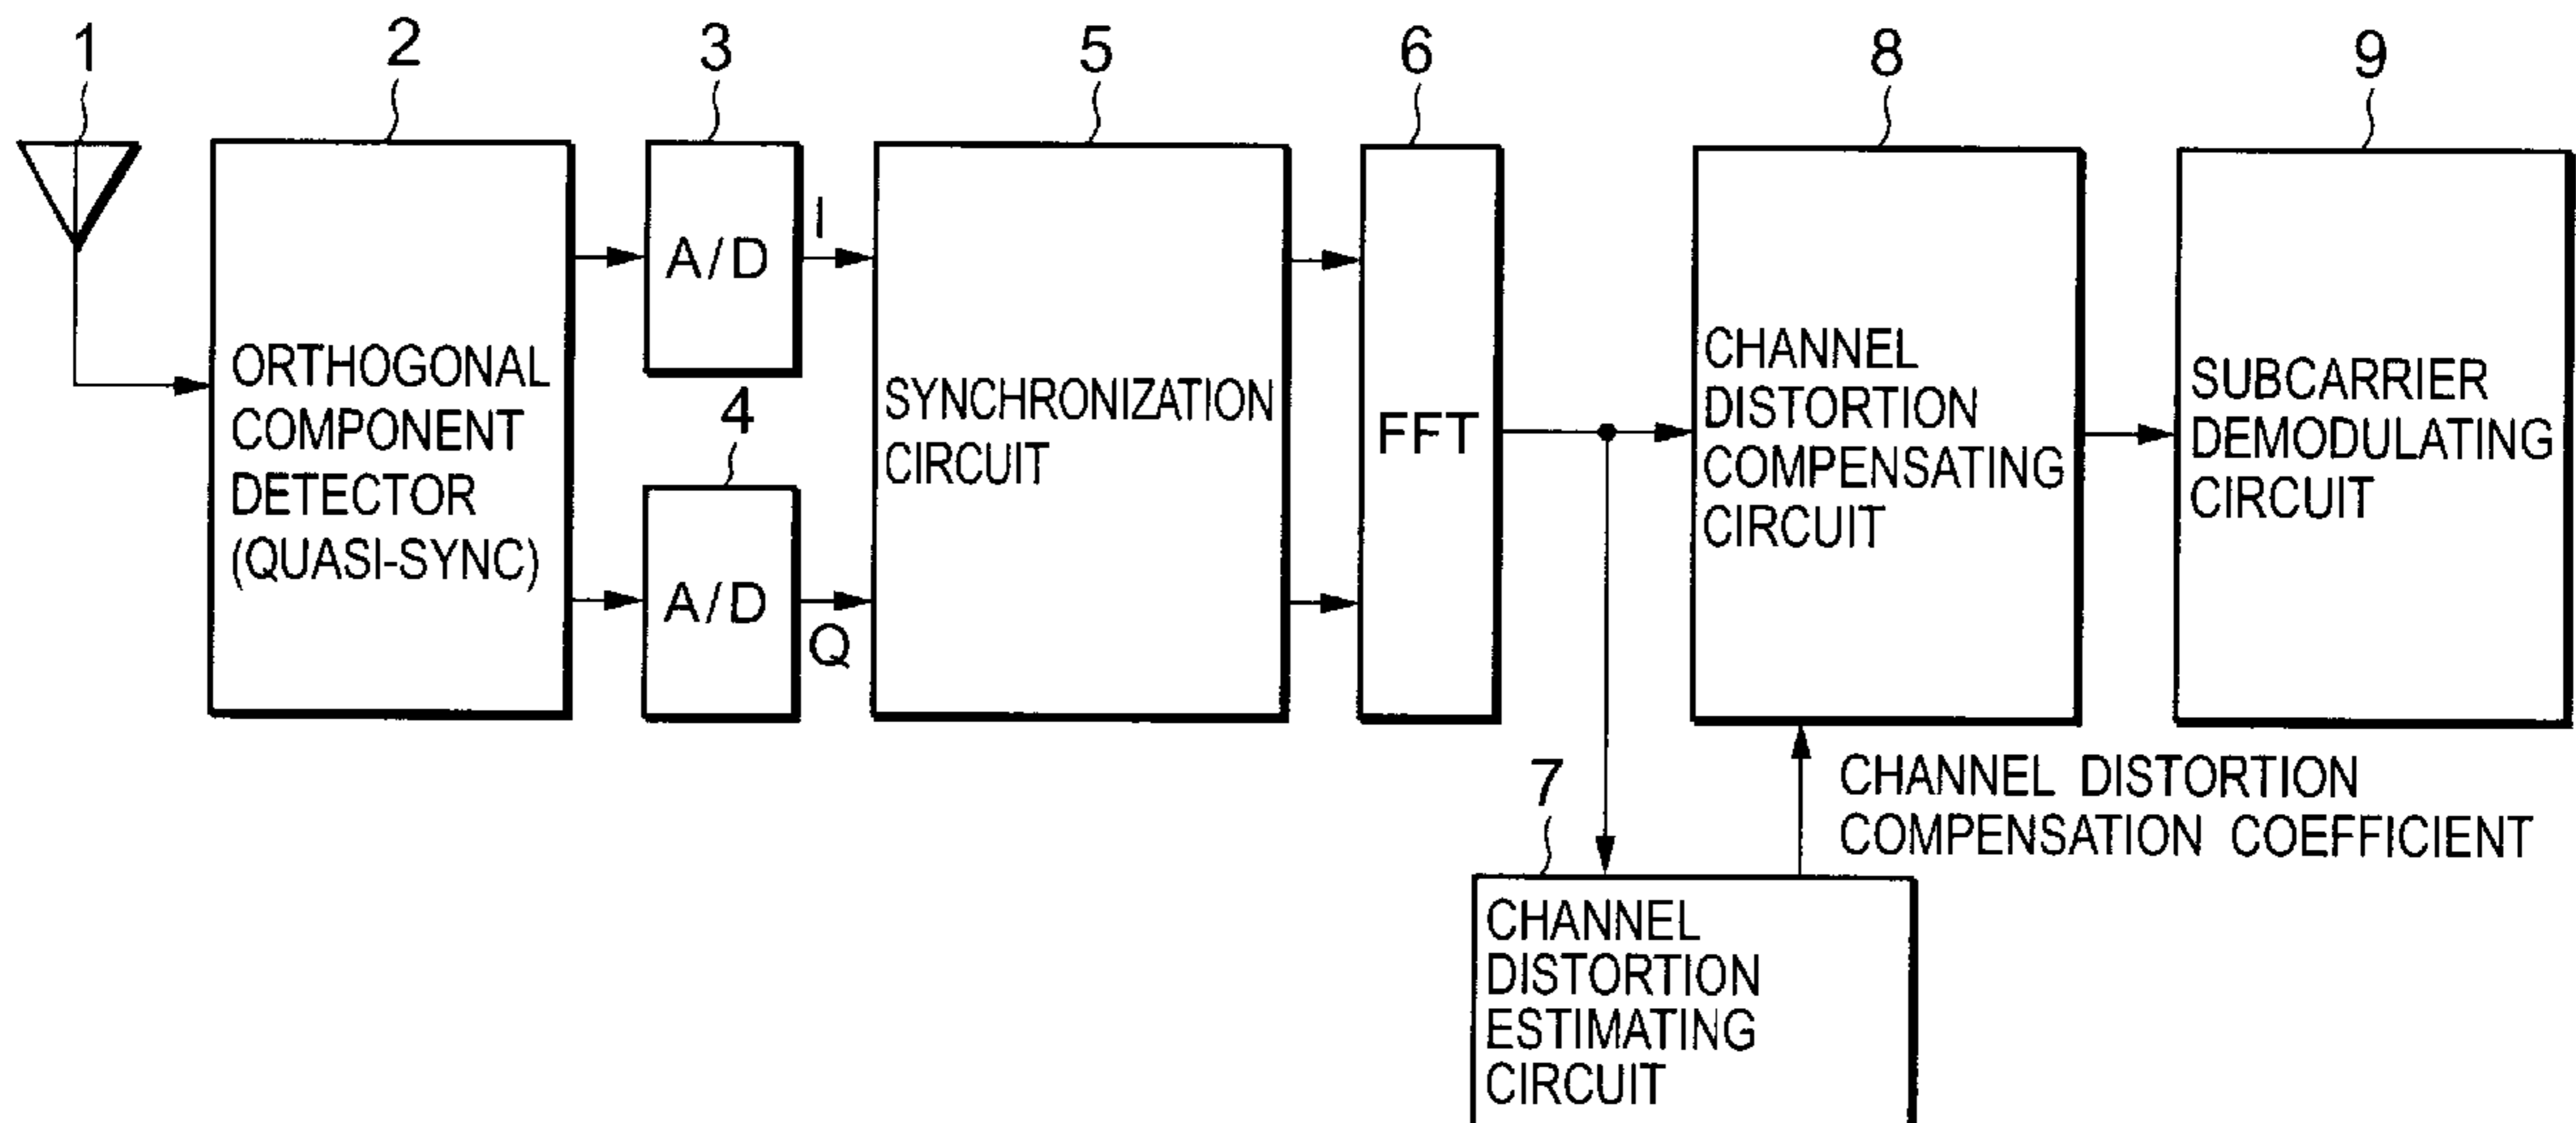 1
2
3
5
6
8
9
ORTHOGONAL
COMPONENT
DETECTOR
(QUASI-SYNC)
A/D
I
4
A/D
Q
SYNCHRONIZATION
CIRCUIT
FFT
CHANNEL
DISTORTION
COMPENSATING
CIRCUIT
SUBCARRIER
DEMODULATING
CIRCUIT
7
CHANNEL DISTORTION
COMPENSATION COEFFICIENT
CHANNEL
DISTORTION
ESTIMATING
CIRCUIT